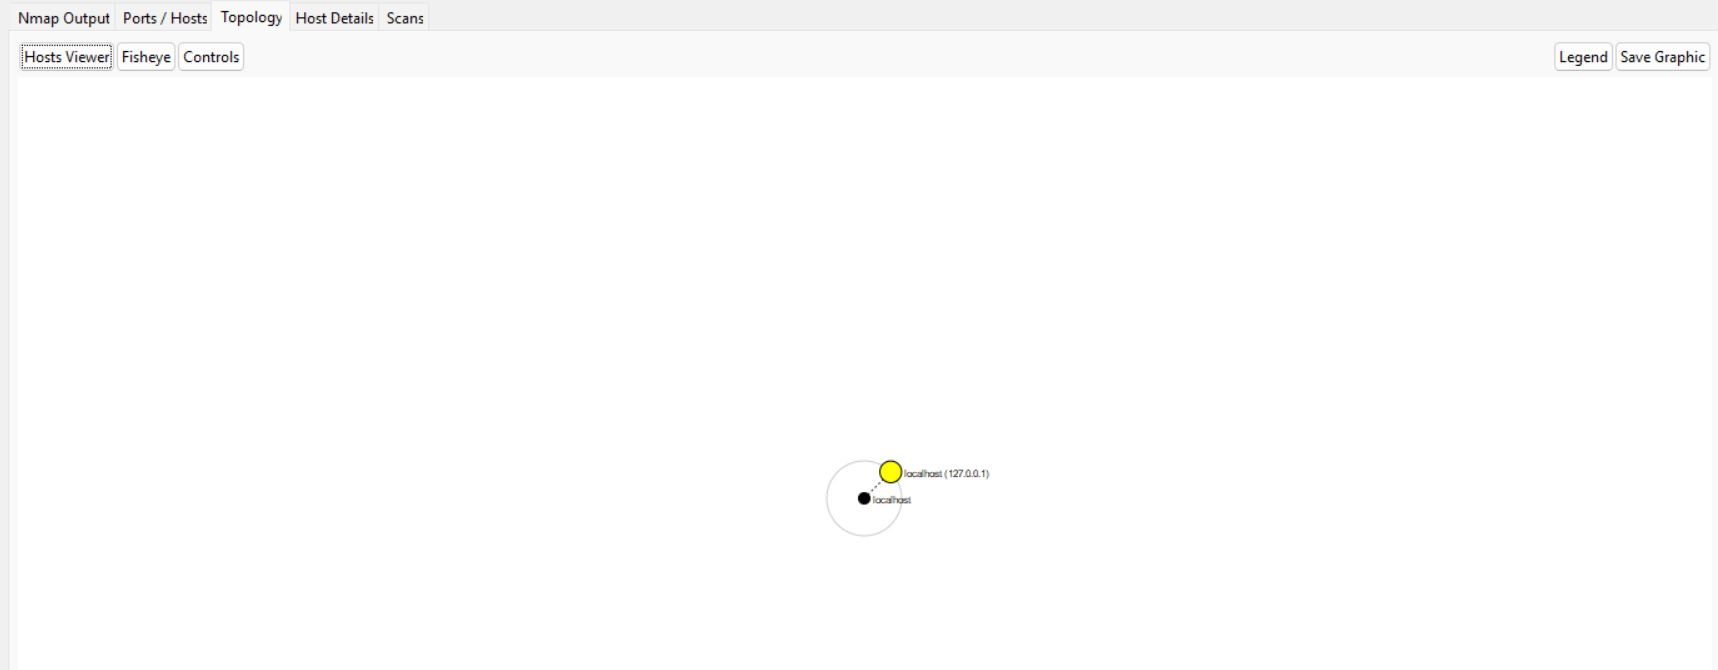 Nmap Output Ports / Hosts Topology Host Details Scans
Hosts Viewer Fisheye Controls Legend Save Graphic
localhost (127.0.0.1)
localhost